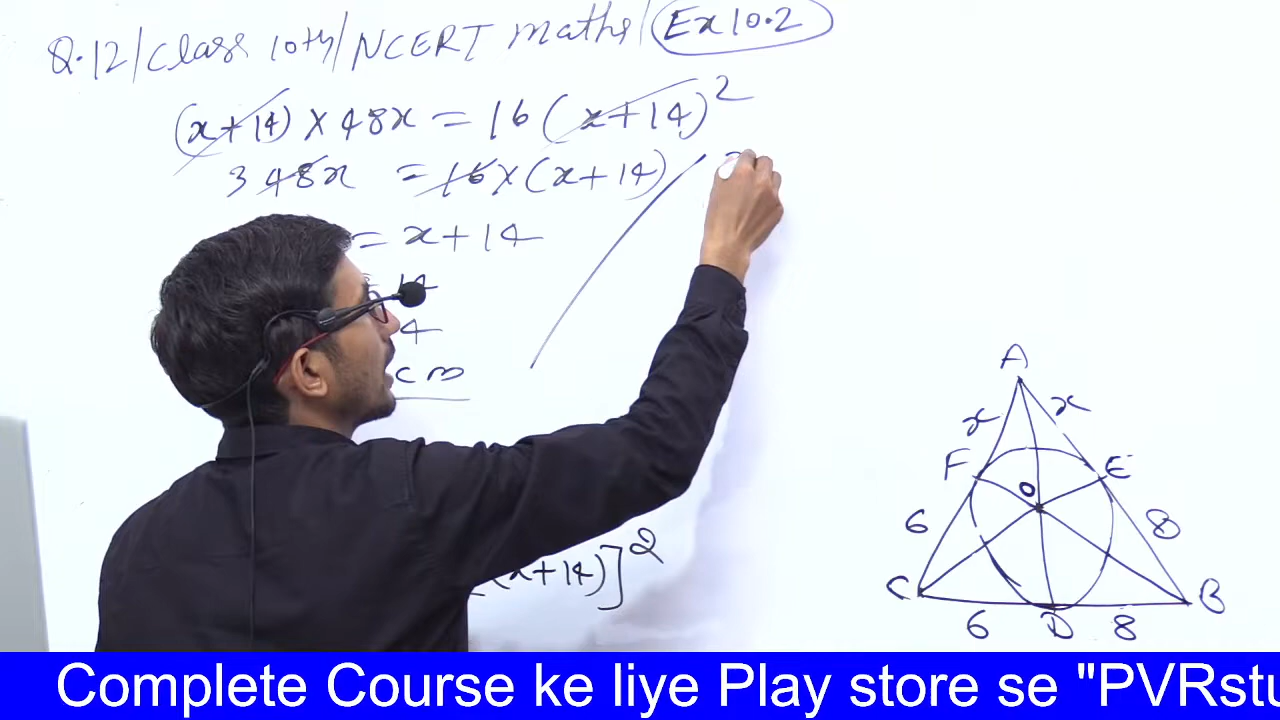 Q.12/Class 10th/NCERT maths/Ex 10.2
(x+14) × 48x = 16 (x+14)²
3 48x = 16 × (x+14)
= x+14
14
4
cm
(x+14)]²
A
x x
F E
O
6 8
C B
6 D 8
Complete Course ke liye Play store se "PVRstu